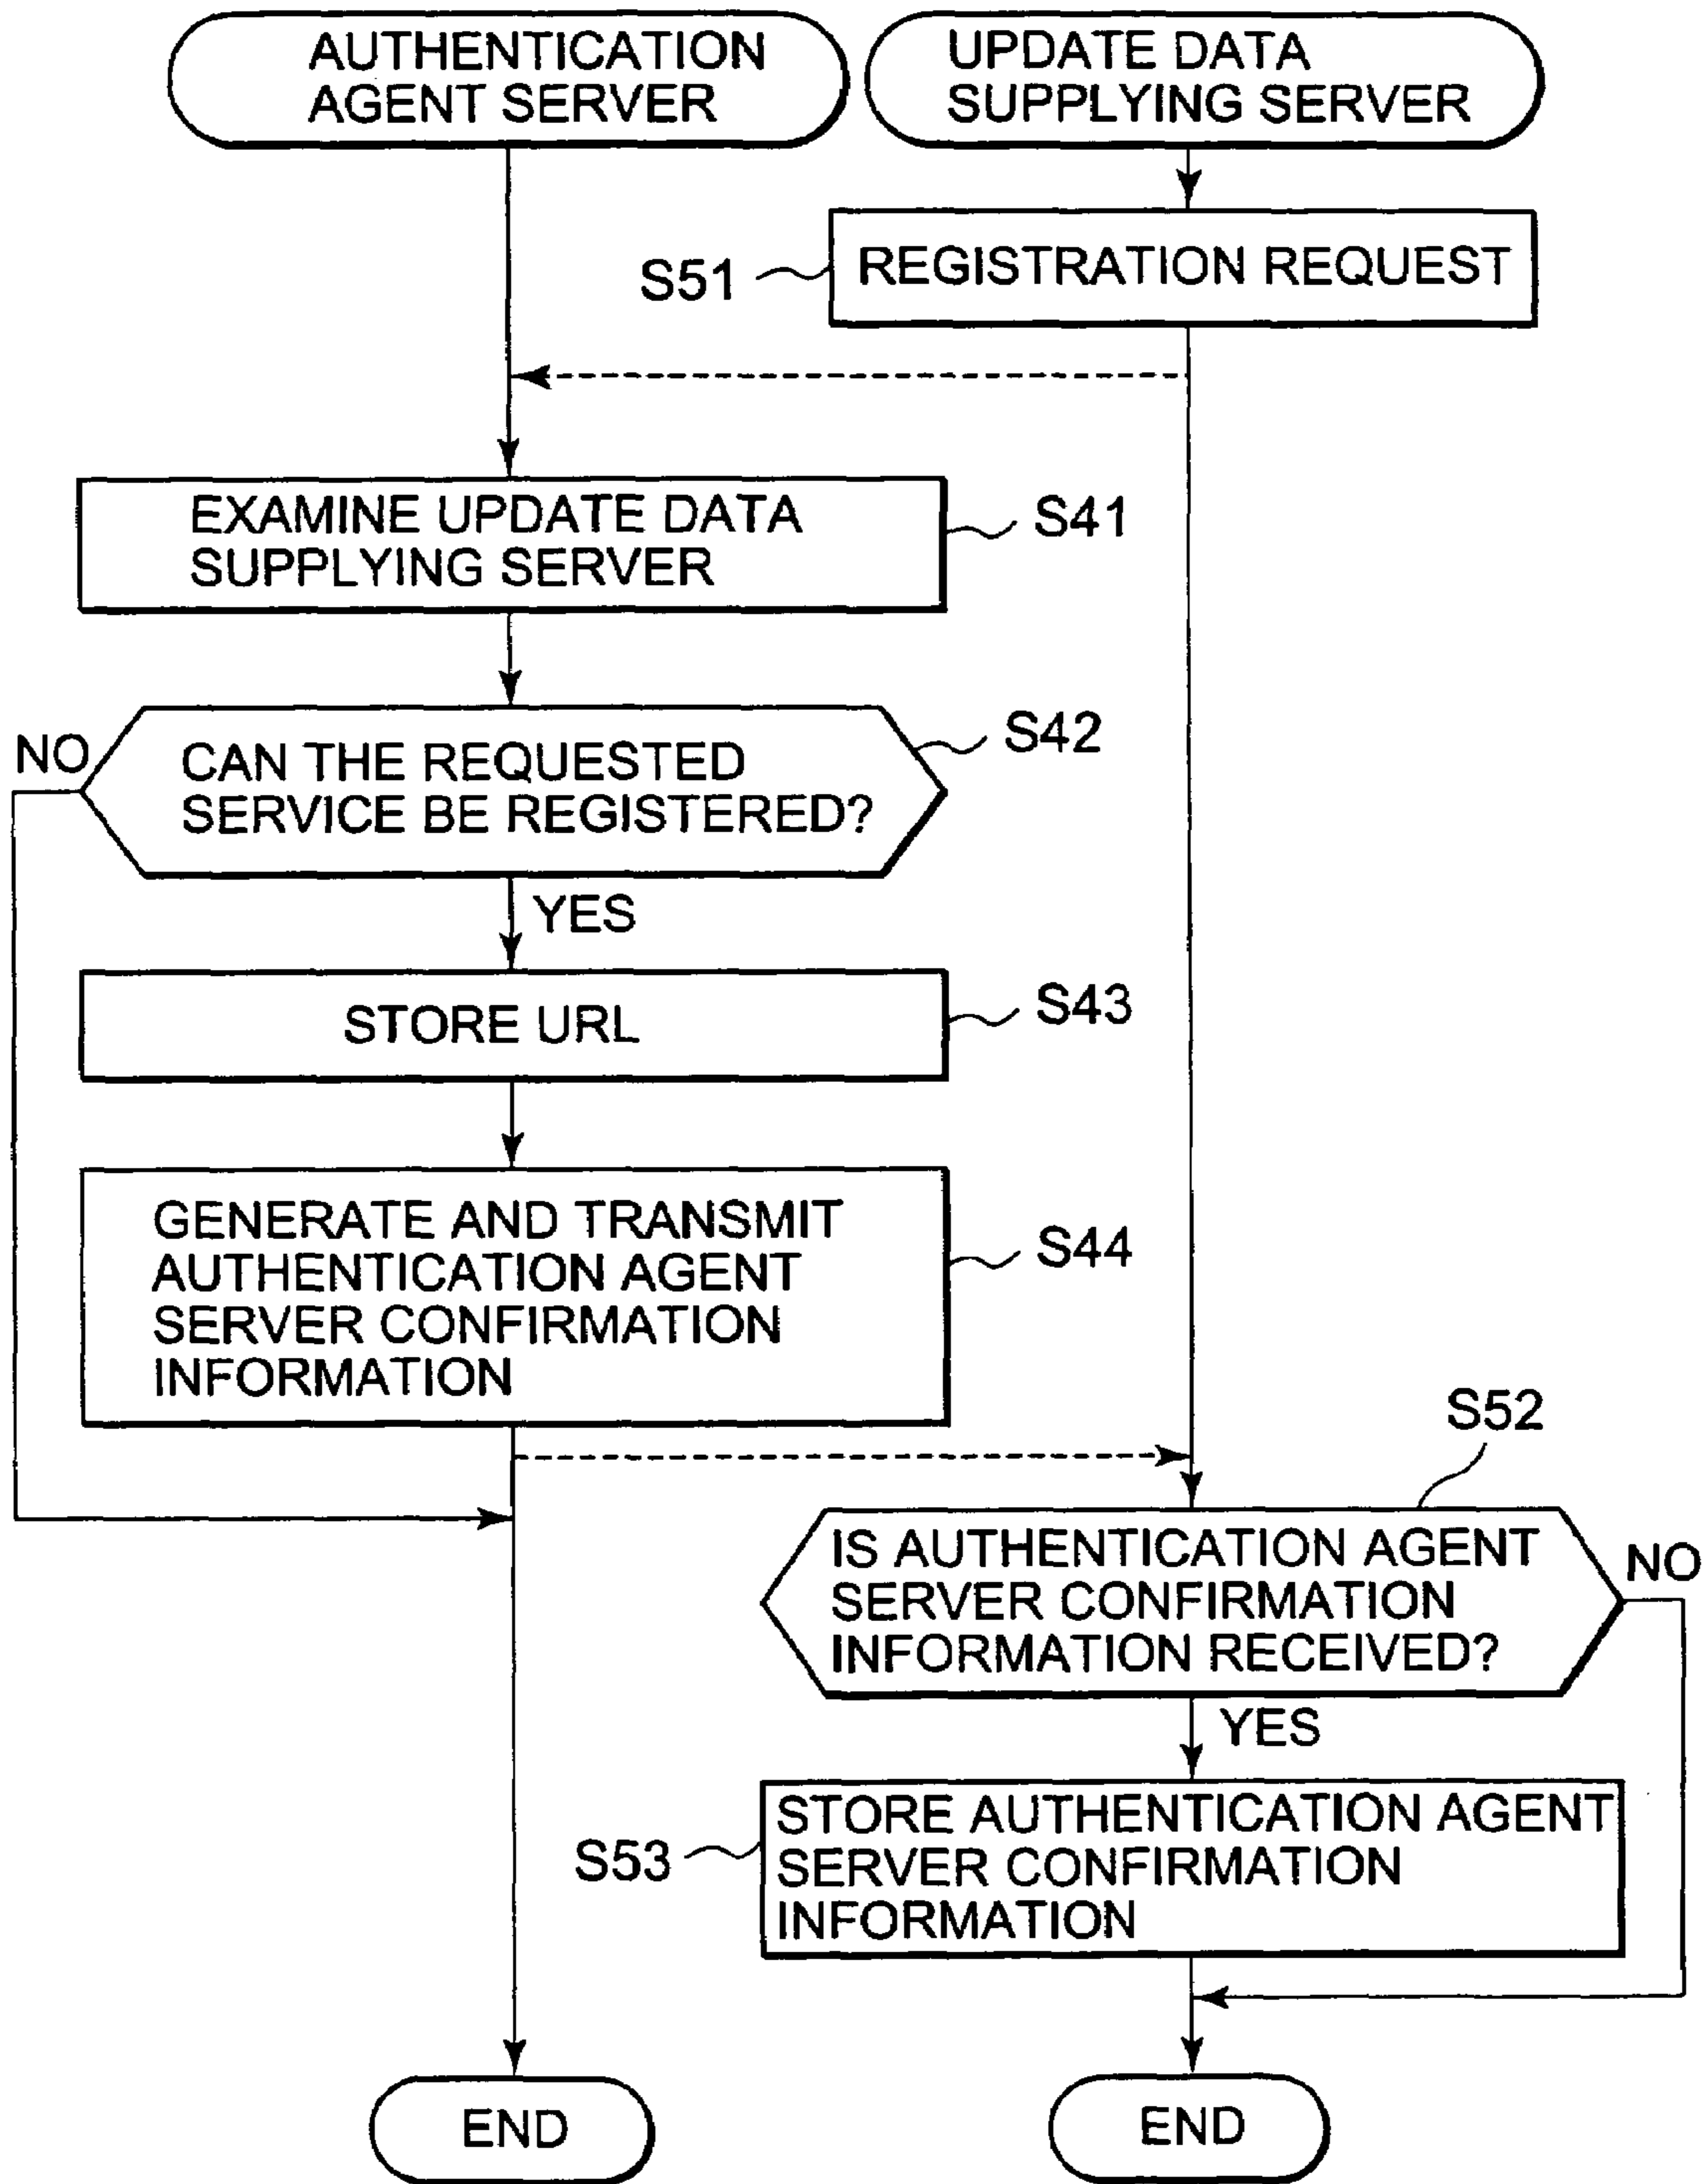 AUTHENTICATION
AGENT SERVER
UPDATE DATA
SUPPLYING SERVER
S51
REGISTRATION REQUEST
EXAMINE UPDATE DATA
SUPPLYING SERVER
S41
NO
CAN THE REQUESTED
SERVICE BE REGISTERED?
S42
YES
STORE URL
S43
GENERATE AND TRANSMIT
AUTHENTICATION AGENT
SERVER CONFIRMATION
INFORMATION
S44
S52
IS AUTHENTICATION AGENT
SERVER CONFIRMATION
INFORMATION RECEIVED?
NO
YES
S53
STORE AUTHENTICATION AGENT
SERVER CONFIRMATION
INFORMATION
END
END